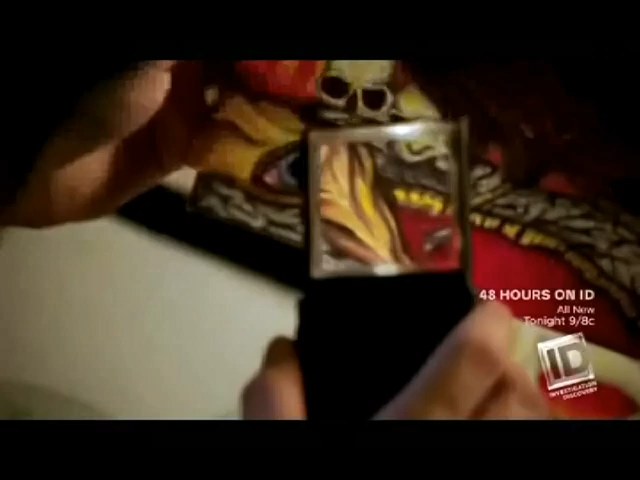 48 HOURS ON ID
All New
Tonight 9/8c
ID
INVESTIGATION
DISCOVERY